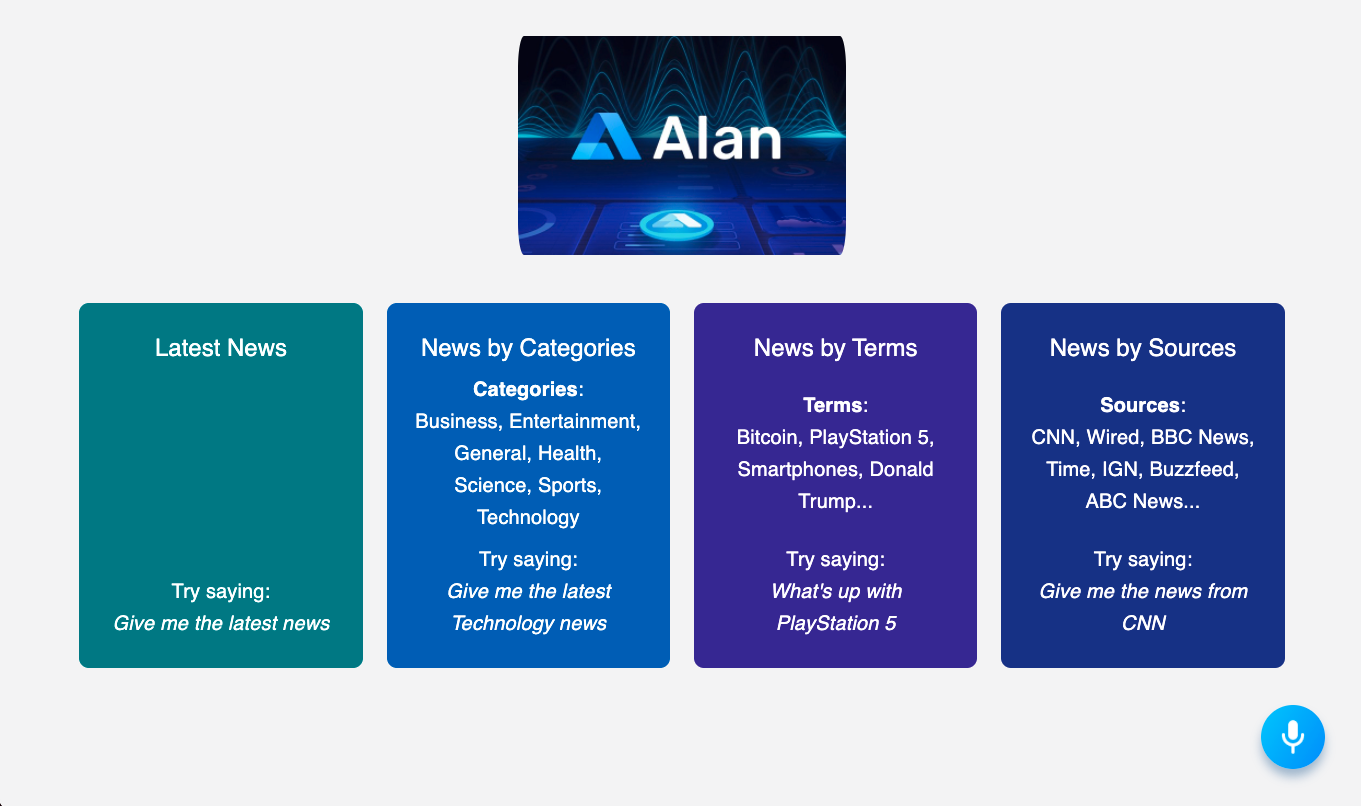 Alan
Latest News
Try saying:
Give me the latest news
News by Categories
Categories:
Business, Entertainment,
General, Health,
Science, Sports,
Technology
Try saying:
Give me the latest
Technology news
News by Terms
Terms:
Bitcoin, PlayStation 5,
Smartphones, Donald
Trump...
Try saying:
What's up with
PlayStation 5
News by Sources
Sources:
CNN, Wired, BBC News,
Time, IGN, Buzzfeed,
ABC News...
Try saying:
Give me the news from
CNN